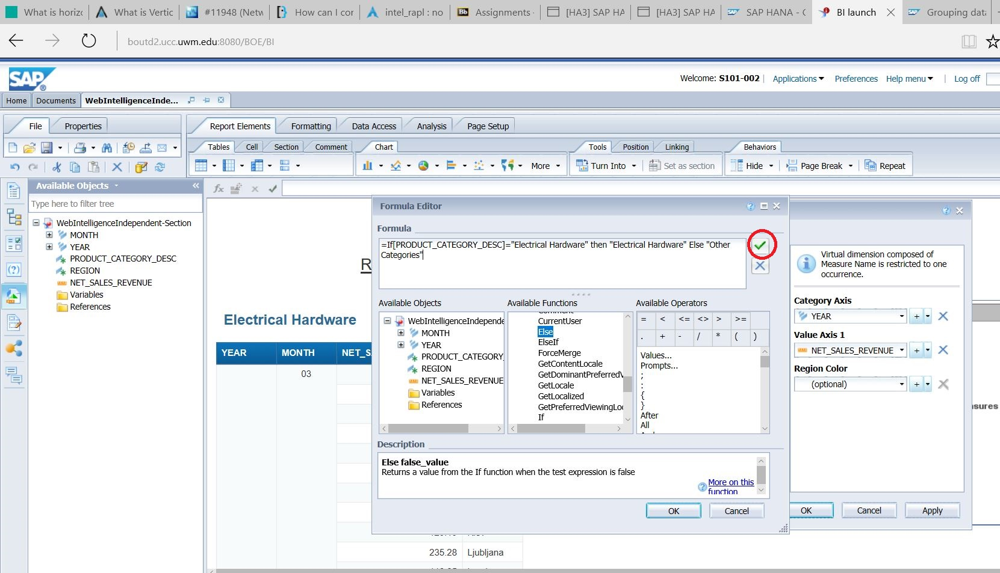 What is horizo
What is Vertic
#11948 (Netw
How can I cor
intel_rapl : no
Bb Assignments -
[HA3] SAP HA
[HA3] SAP HA
SAP SAP HANA - C
BI launch
SAP Grouping data
boutd2.ucc.uwm.edu:8080/BOE/BI
SAP
Welcome: S101-002 | Applications Preferences Help menu | Log off
Home Documents WebIntelligenceInde...
File Properties
Report Elements Formatting Data Access Analysis Page Setup
Tables Cell Section Comment Chart Tools Position Linking Behaviors
More Turn Into Set as section Hide Page Break Repeat
Available Objects
Type here to filter tree
WebIntelligenceIndependent-Section
MONTH
YEAR
PRODUCT_CATEGORY_DESC
REGION
NET_SALES_REVENUE
Variables
References
fx
R
Electrical Hardware
YEAR MONTH NET_S
03
235.28 Ljubljana
Formula Editor
Formula
=If[PRODUCT_CATEGORY_DESC]="Electrical Hardware" then "Electrical Hardware" Else "Other
Categories"
Available Objects
WebIntelligenceIndepende
MONTH
YEAR
PRODUCT_CATEGORY_
REGION
NET_SALES_REVENUE
Variables
References
Available Functions
Comment
CurrentUser
Else
ElseIf
ForceMerge
GetContentLocale
GetDominantPreferredV
GetLocale
GetLocalized
GetPreferredViewingLoc
If
Available Operators
= < <= <> > >=
. + - / * ( )
Values...
Prompts...
;
:
{
}
After
All
Description
Else false_value
Returns a value from the If function when the test expression is false
More on this
function
OK Cancel
Virtual dimension composed of
Measure Name is restricted to one
occurrence.
Category Axis
YEAR
Value Axis 1
NET_SALES_REVENUE
Region Color
(optional)
OK Cancel Apply
sures